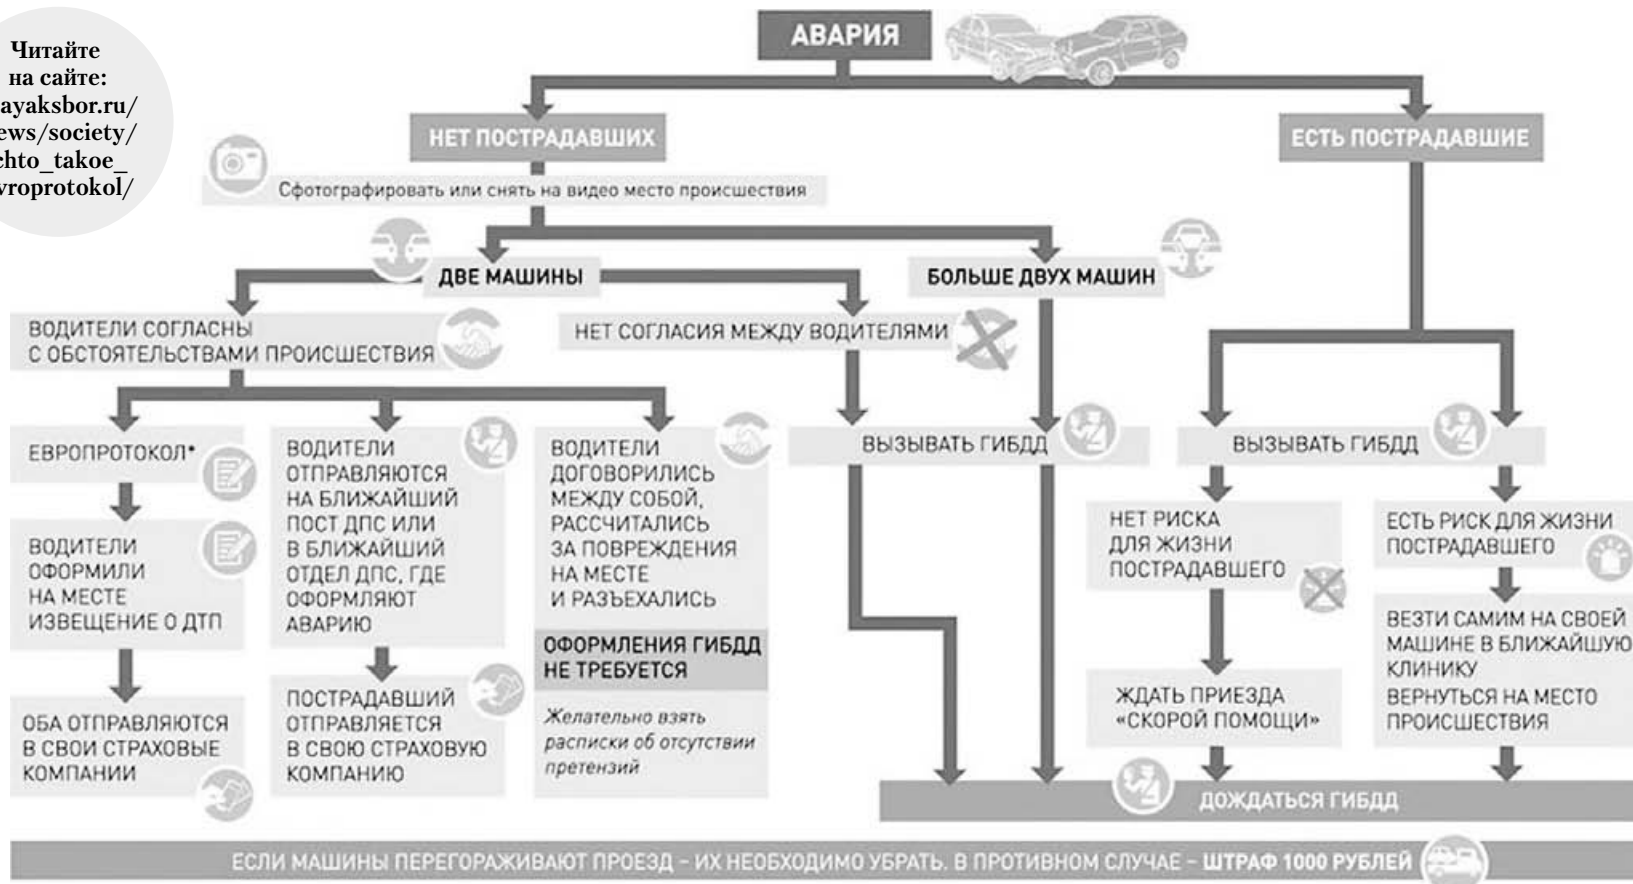 Читайте
на сайте:
ayaksbor.ru/
ews/society/
chto_takoe_
vroprotokol/
АВАРИЯ
НЕТ ПОСТРАДАВШИХ
ЕСТЬ ПОСТРАДАВШИЕ
Сфотографировать или снять на видео место происшествия
ДВЕ МАШИНЫ
БОЛЬШЕ ДВУХ МАШИН
ВОДИТЕЛИ СОГЛАСНЫ
С ОБСТОЯТЕЛЬСТВАМИ ПРОИСШЕСТВИЯ
НЕТ СОГЛАСИЯ МЕЖДУ ВОДИТЕЛЯМИ
ЕВРОПРОТОКОЛ*
ВОДИТЕЛИ
ОФОРМИЛИ
НА МЕСТЕ
ИЗВЕЩЕНИЕ О ДТП
ОБА ОТПРАВЛЯЮТСЯ
В СВОИ СТРАХОВЫЕ
КОМПАНИИ
ВОДИТЕЛИ
ОТПРАВЛЯЮТСЯ
НА БЛИЖАЙШИЙ
ПОСТ ДПС ИЛИ
В БЛИЖАЙШИЙ
ОТДЕЛ ДПС, ГДЕ
ОФОРМЛЯЮТ
АВАРИЮ
ПОСТРАДАВШИЙ
ОТПРАВЛЯЕТСЯ
В СВОЮ СТРАХОВУЮ
КОМПАНИЮ
ВОДИТЕЛИ
ДОГОВОРИЛИСЬ
МЕЖДУ СОБОЙ,
РАССЧИТАЛИСЬ
ЗА ПОВРЕЖДЕНИЯ
НА МЕСТЕ
И РАЗЪЕХАЛИСЬ
ОФОРМЛЕНИЯ ГИБДД
НЕ ТРЕБУЕТСЯ
Желательно взять
расписки об отсутствии
претензий
ВЫЗЫВАТЬ ГИБДД
ВЫЗЫВАТЬ ГИБДД
НЕТ РИСКА
ДЛЯ ЖИЗНИ
ПОСТРАДАВШЕГО
ЖДАТЬ ПРИЕЗДА
«СКОРОЙ ПОМОЩИ»
ЕСТЬ РИСК ДЛЯ ЖИЗНИ
ПОСТРАДАВШЕГО
ВЕЗТИ САМИМ НА СВОЕЙ
МАШИНЕ В БЛИЖАЙШУЮ
КЛИНИКУ
ВЕРНУТЬСЯ НА МЕСТО
ПРОИСШЕСТВИЯ
ДОЖДАТЬСЯ ГИБДД
ЕСЛИ МАШИНЫ ПЕРЕГОРАЖИВАЮТ ПРОЕЗД – ИХ НЕОБХОДИМО УБРАТЬ. В ПРОТИВНОМ СЛУЧАЕ – ШТРАФ 1000 РУБЛЕЙ